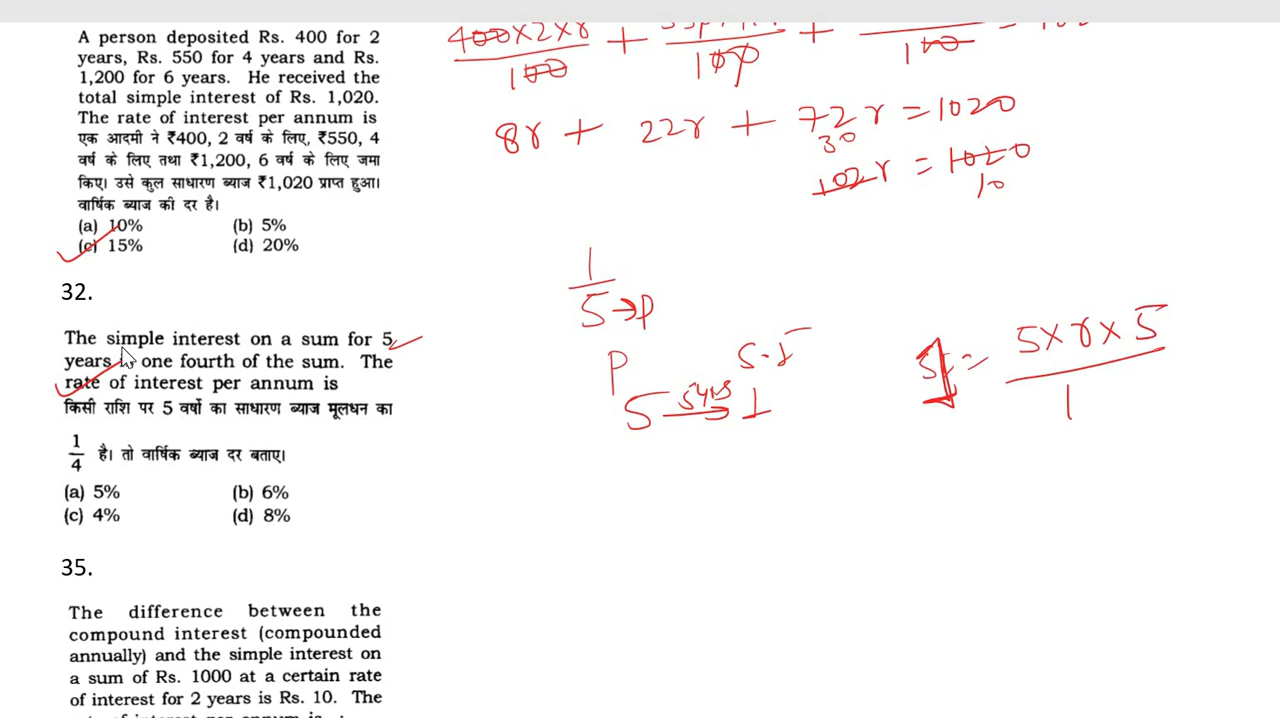 A person deposited Rs. 400 for 2
years, Rs. 550 for 4 years and Rs.
1,200 for 6 years. He received the
total simple interest of Rs. 1,020.
The rate of interest per annum is
एक आदमी ने ₹400, 2 वर्ष के लिए, ₹550, 4
वर्ष के लिए तथा ₹1,200, 6 वर्ष के लिए जमा
किए। उसे कुल साधारण ब्याज ₹1,020 प्राप्त हुआ।
वार्षिक ब्याज की दर है।
(a) 10% (b) 5%
(c) 15% (d) 20%
400×2×r + + = 
100 100 100
8r + 22r + 72r = 1020
30
102r = 1020
10
32.
The simple interest on a sum for 5
years is one fourth of the sum. The
rate of interest per annum is
किसी राशि पर 5 वर्षों का साधारण ब्याज मूलधन का
1/4 है। तो वार्षिक ब्याज दर बताए।
(a) 5% (b) 6%
(c) 4% (d) 8%
1
5→P
P S.I
5 5yrs 1
= 5×r×5
1
35.
The difference between the
compound interest (compounded
annually) and the simple interest on
a sum of Rs. 1000 at a certain rate
of interest for 2 years is Rs. 10. The